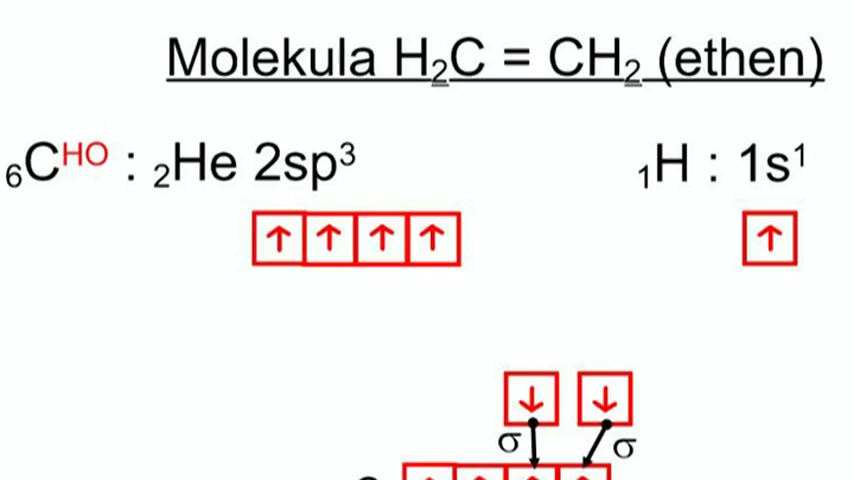 Molekula H₂C = CH₂ (ethen)
₆Cᴴᴼ : ₂He 2sp³
₁H : 1s¹
↑ ↑ ↑ ↑
↑
↓ ↓
σ σ